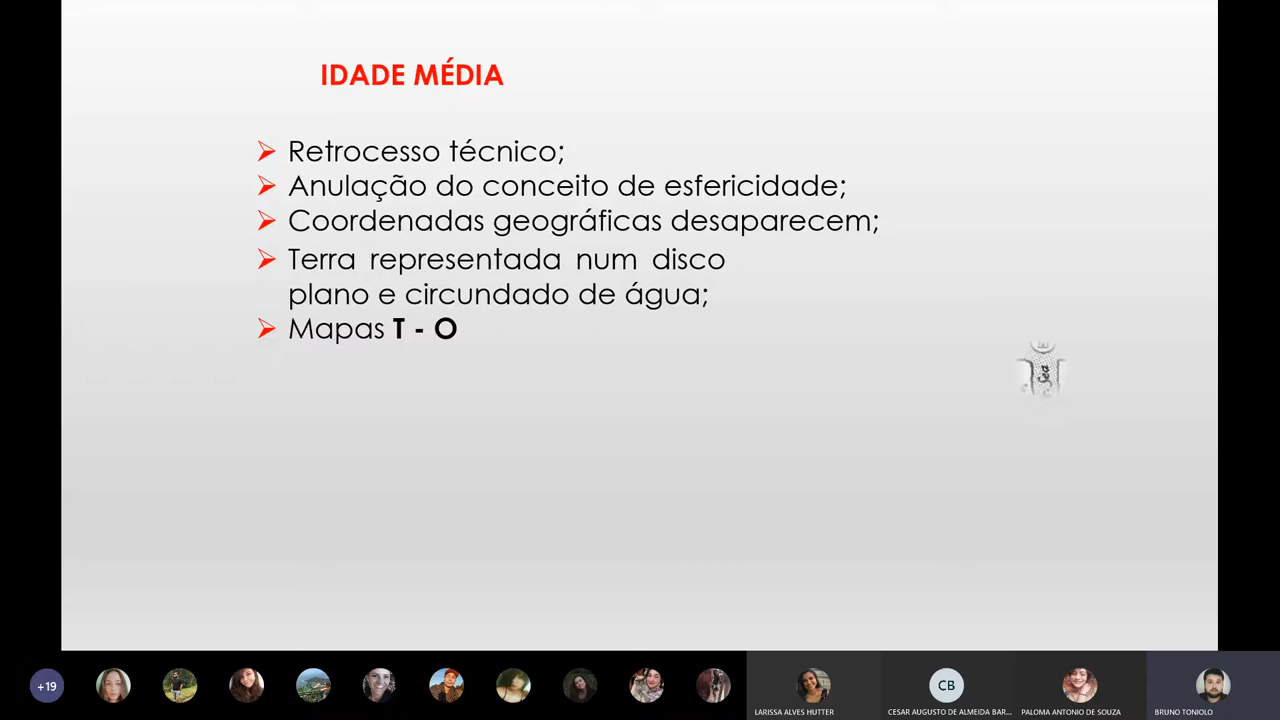 IDADE MÉDIA
Retrocesso técnico;
Anulação do conceito de esfericidade;
Coordenadas geográficas desaparecem;
Terra representada num disco
plano e circundado de água;
Mapas T - O
Sea
+19
CB
LARISSA ALVES HUTTER
CESAR AUGUSTO DE ALMEIDA BAR...
PALOMA ANTONIO DE SOUZA
BRUNO TONIOLO